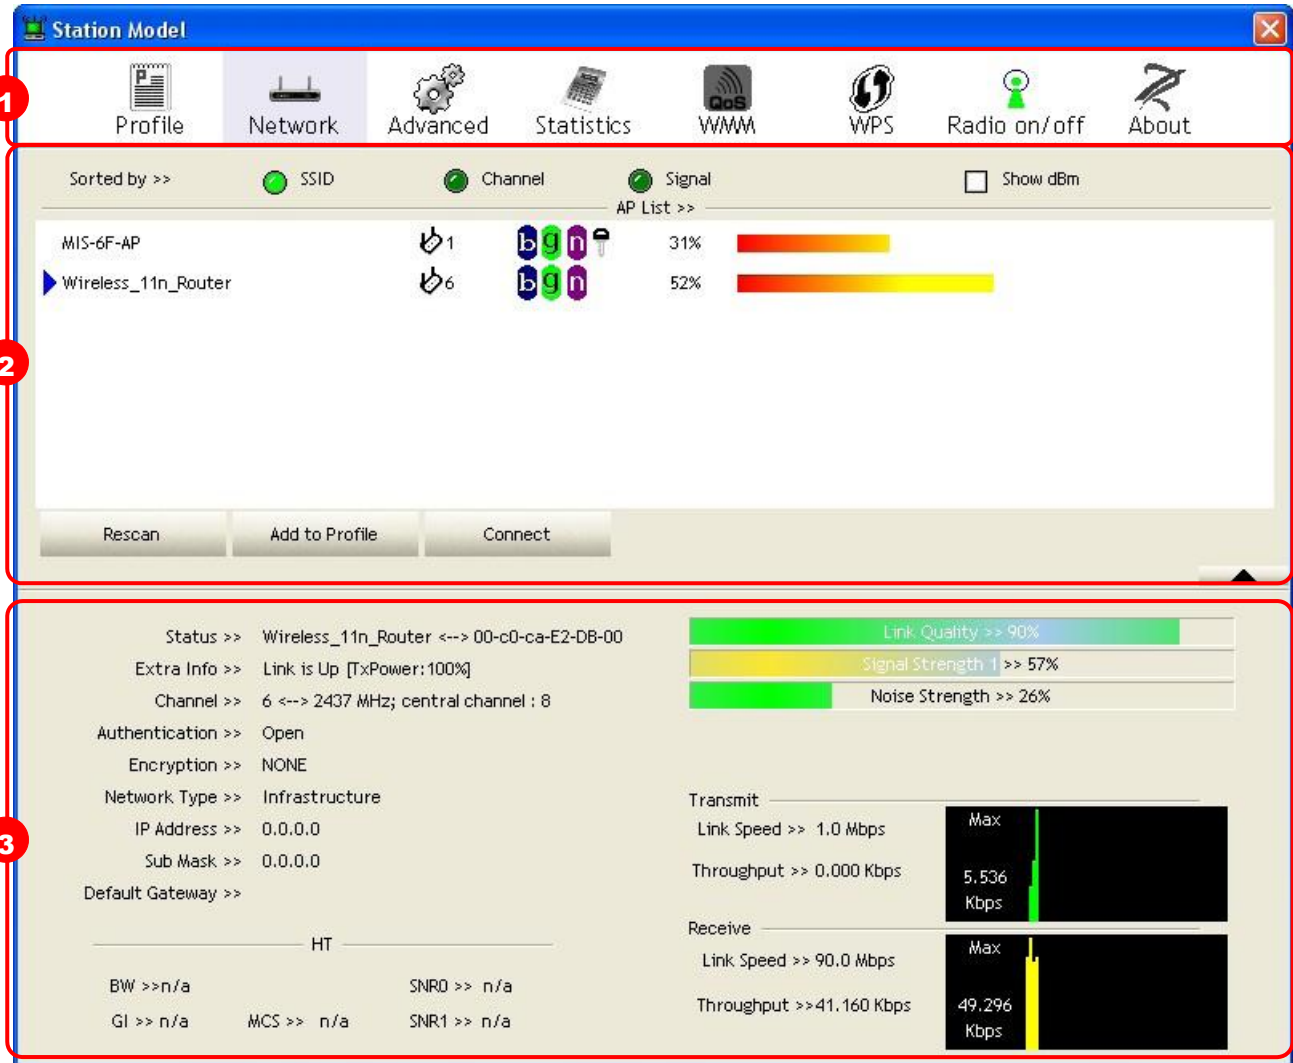 Station Model
1
Profile Network Advanced Statistics QoS WMM WPS Radio on/off About
2
Sorted by >> SSID Channel Signal Show dBm
AP List >>
MIS-6F-AP 1 b g n 31%
Wireless_11n_Router 6 b g n 52%
Rescan Add to Profile Connect
3
Status >> Wireless_11n_Router <--> 00-c0-ca-E2-DB-00
Extra Info >> Link is Up [TxPower:100%]
Channel >> 6 <--> 2437 MHz; central channel : 8
Authentication >> Open
Encryption >> NONE
Network Type >> Infrastructure
IP Address >> 0.0.0.0
Sub Mask >> 0.0.0.0
Default Gateway >>
HT
BW >>n/a SNR0 >> n/a
GI >> n/a MCS >> n/a SNR1 >> n/a
Link Quality >> 90%
Signal Strength 1 >> 57%
Noise Strength >> 26%
Transmit
Link Speed >> 1.0 Mbps
Throughput >> 0.000 Kbps
Max
5.536
Kbps
Receive
Link Speed >> 90.0 Mbps
Throughput >>41.160 Kbps
Max
49.296
Kbps